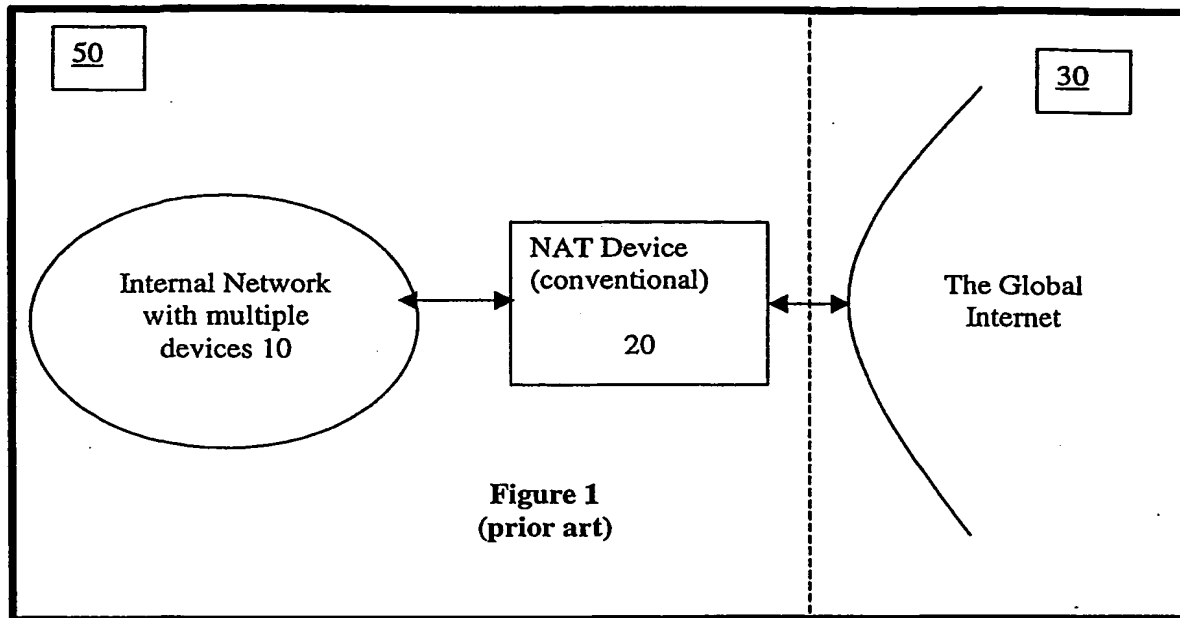 50
30
Internal Network
with multiple
devices 10
NAT Device
(conventional)
20
The Global
Internet
Figure 1
(prior art)